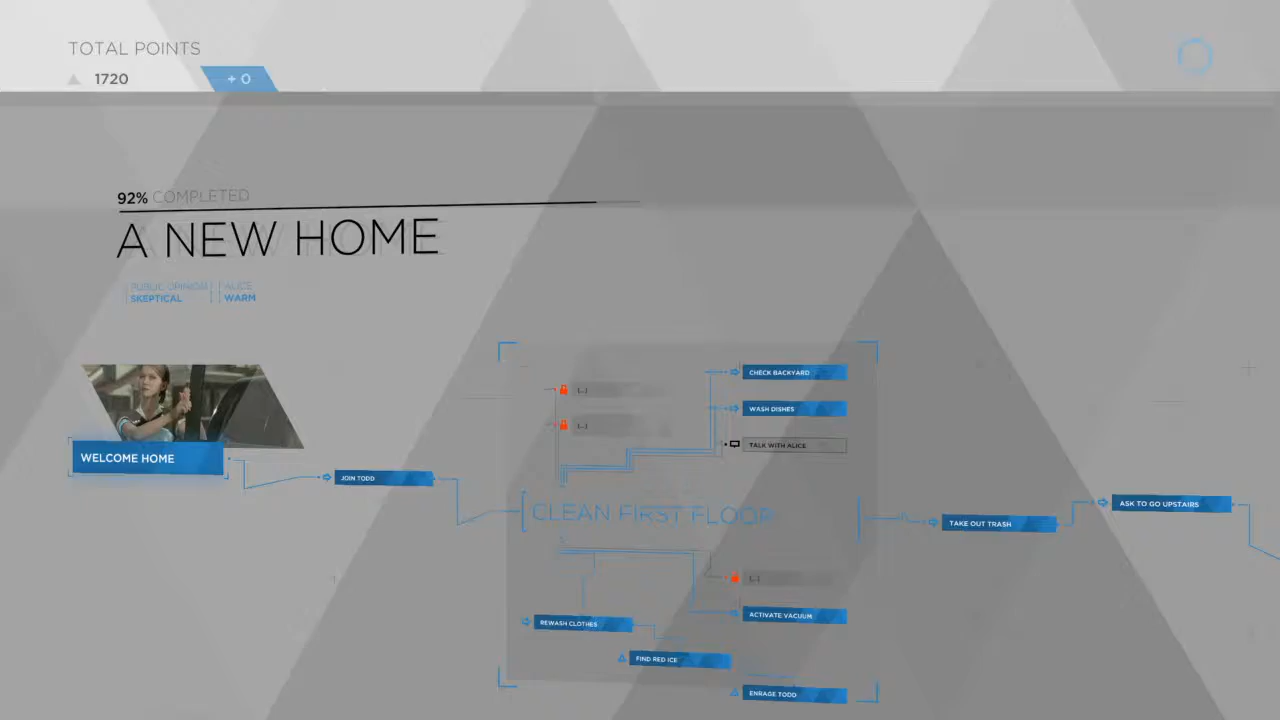 TOTAL POINTS
1720
+ 0
92% COMPLETED
A NEW HOME
PUBLIC OPINION
SKEPTICAL
ALICE
WARM
CHECK BACKYARD
[...]
WASH DISHES
[...]
TALK WITH ALICE
WELCOME HOME
JOIN TODD
CLEAN FIRST FLOOR
TAKE OUT TRASH
ASK TO GO UPSTAIRS
[...]
ACTIVATE VACUUM
REWASH CLOTHES
FIND RED ICE
ENRAGE TODD